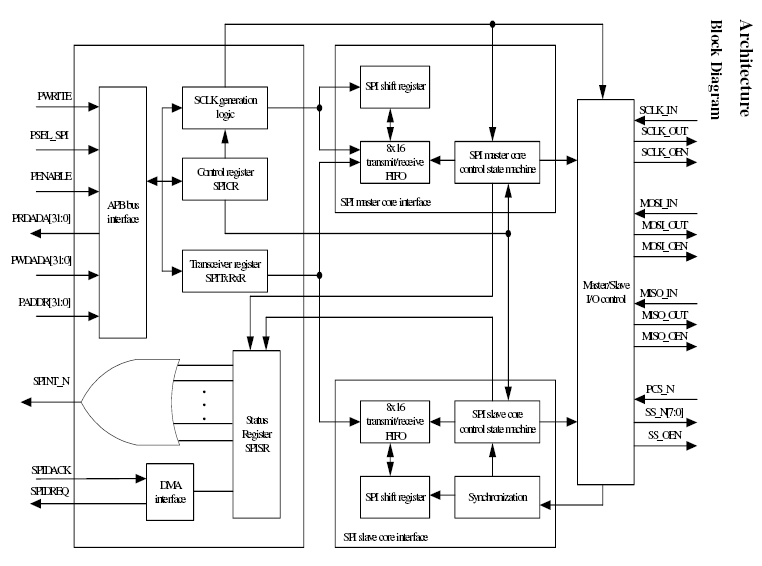 Architecture
Block Diagram
PWRITE
PSEL_SPI
PENABLE
PRDADA[31:0]
PWDADA[31:0]
PADDR[31:0]
APB bus
interface
SCLK generation
logic
Control register
SPICR
Transceiver register
SPITxRxR
SPI shift register
8x16
transmit/receive
FIFO
SPI master core
control state machine
SPI master core interface
Master/Slave
I/O control
SCLK_IN
SCLK_OUT
SCLK_OEN
MOSI_IN
MOSI_OUT
MOSI_OEN
MISO_IN
MISO_OUT
MISO_OEN
PCS_N
SS_N[7:0]
SS_OEN
SPINT_N
Status
Register
SPISR
SPIDACK
SPIDREQ
DMA
interface
8x16
transmit/receive
FIFO
SPI slave core
control state machine
SPI shift register
Synchronization
SPI slave core interface